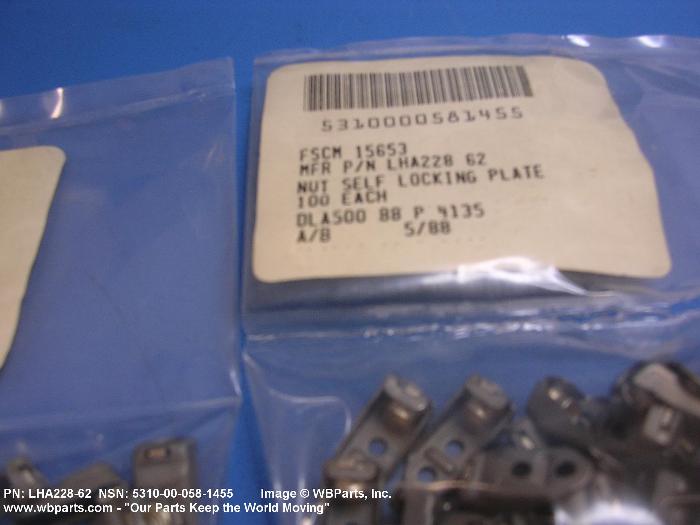 5310000581455
FSCM 15653
MFR P/N LHA228 62
NUT SELF LOCKING PLATE
100 EACH
DLA500 88 P 4135
A/B 5/88
PN: LHA228-62 NSN: 5310-00-058-1455 Image © WBParts, Inc.
www.wbparts.com - "Our Parts Keep the World Moving"